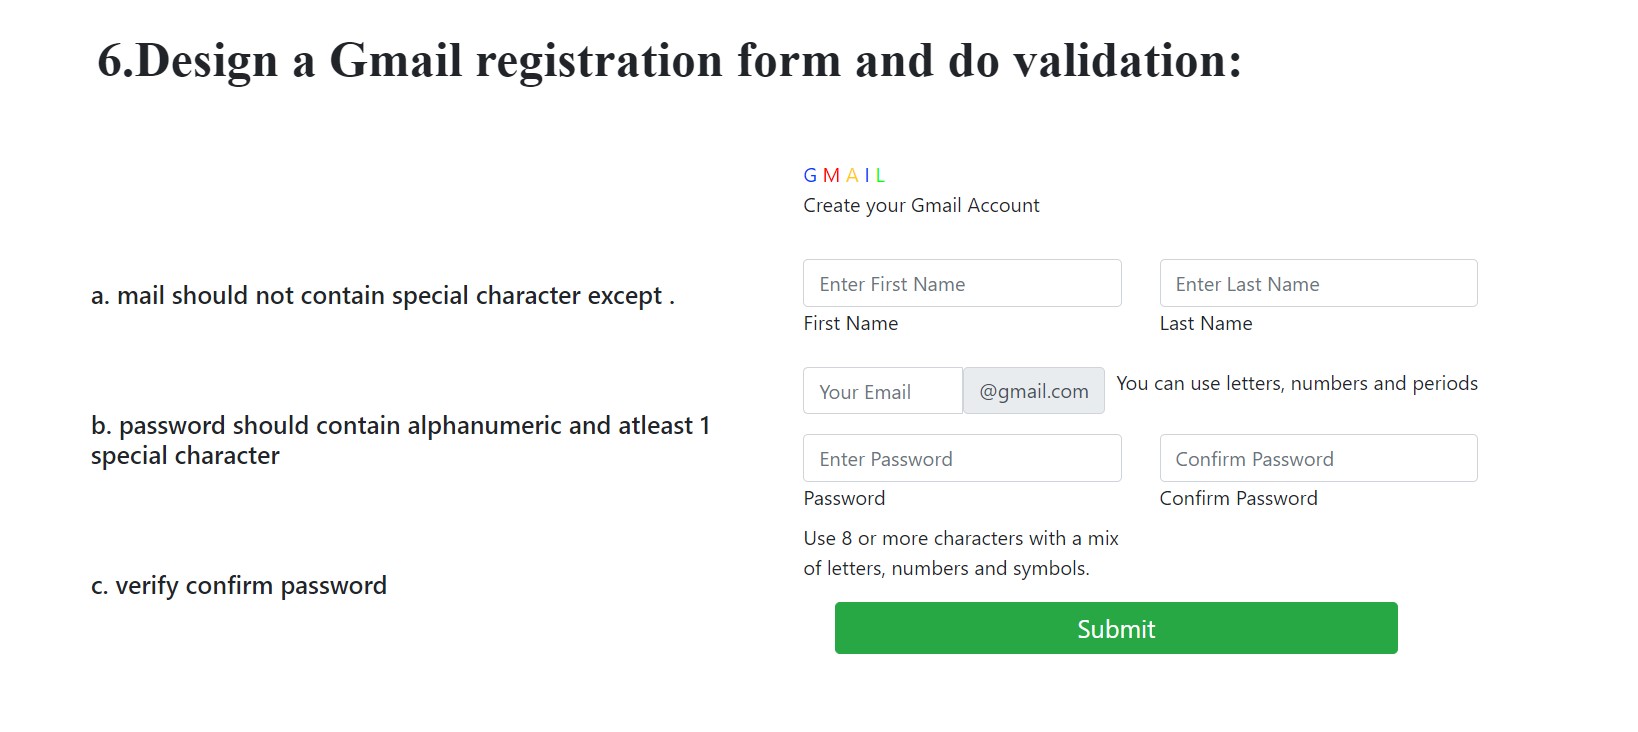 6.Design a Gmail registration form and do validation:
a. mail should not contain special character except .
b. password should contain alphanumeric and atleast 1
special character
c. verify confirm password
G M A I L
Create your Gmail Account
Enter First Name
Enter Last Name
First Name
Last Name
Your Email
@gmail.com
You can use letters, numbers and periods
Enter Password
Confirm Password
Password
Confirm Password
Use 8 or more characters with a mix
of letters, numbers and symbols.
Submit